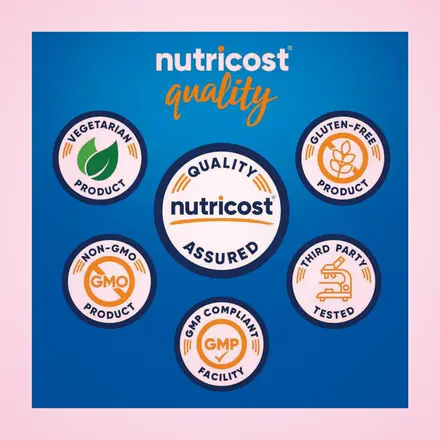 nutricost®
quality
VEGETARIAN
PRODUCT
GLUTEN-FREE
PRODUCT
QUALITY
nutricost®
ASSURED
NON-GMO
GMO
PRODUCT
THIRD PARTY
TESTED
GMP COMPLIANT
GMP
FACILITY